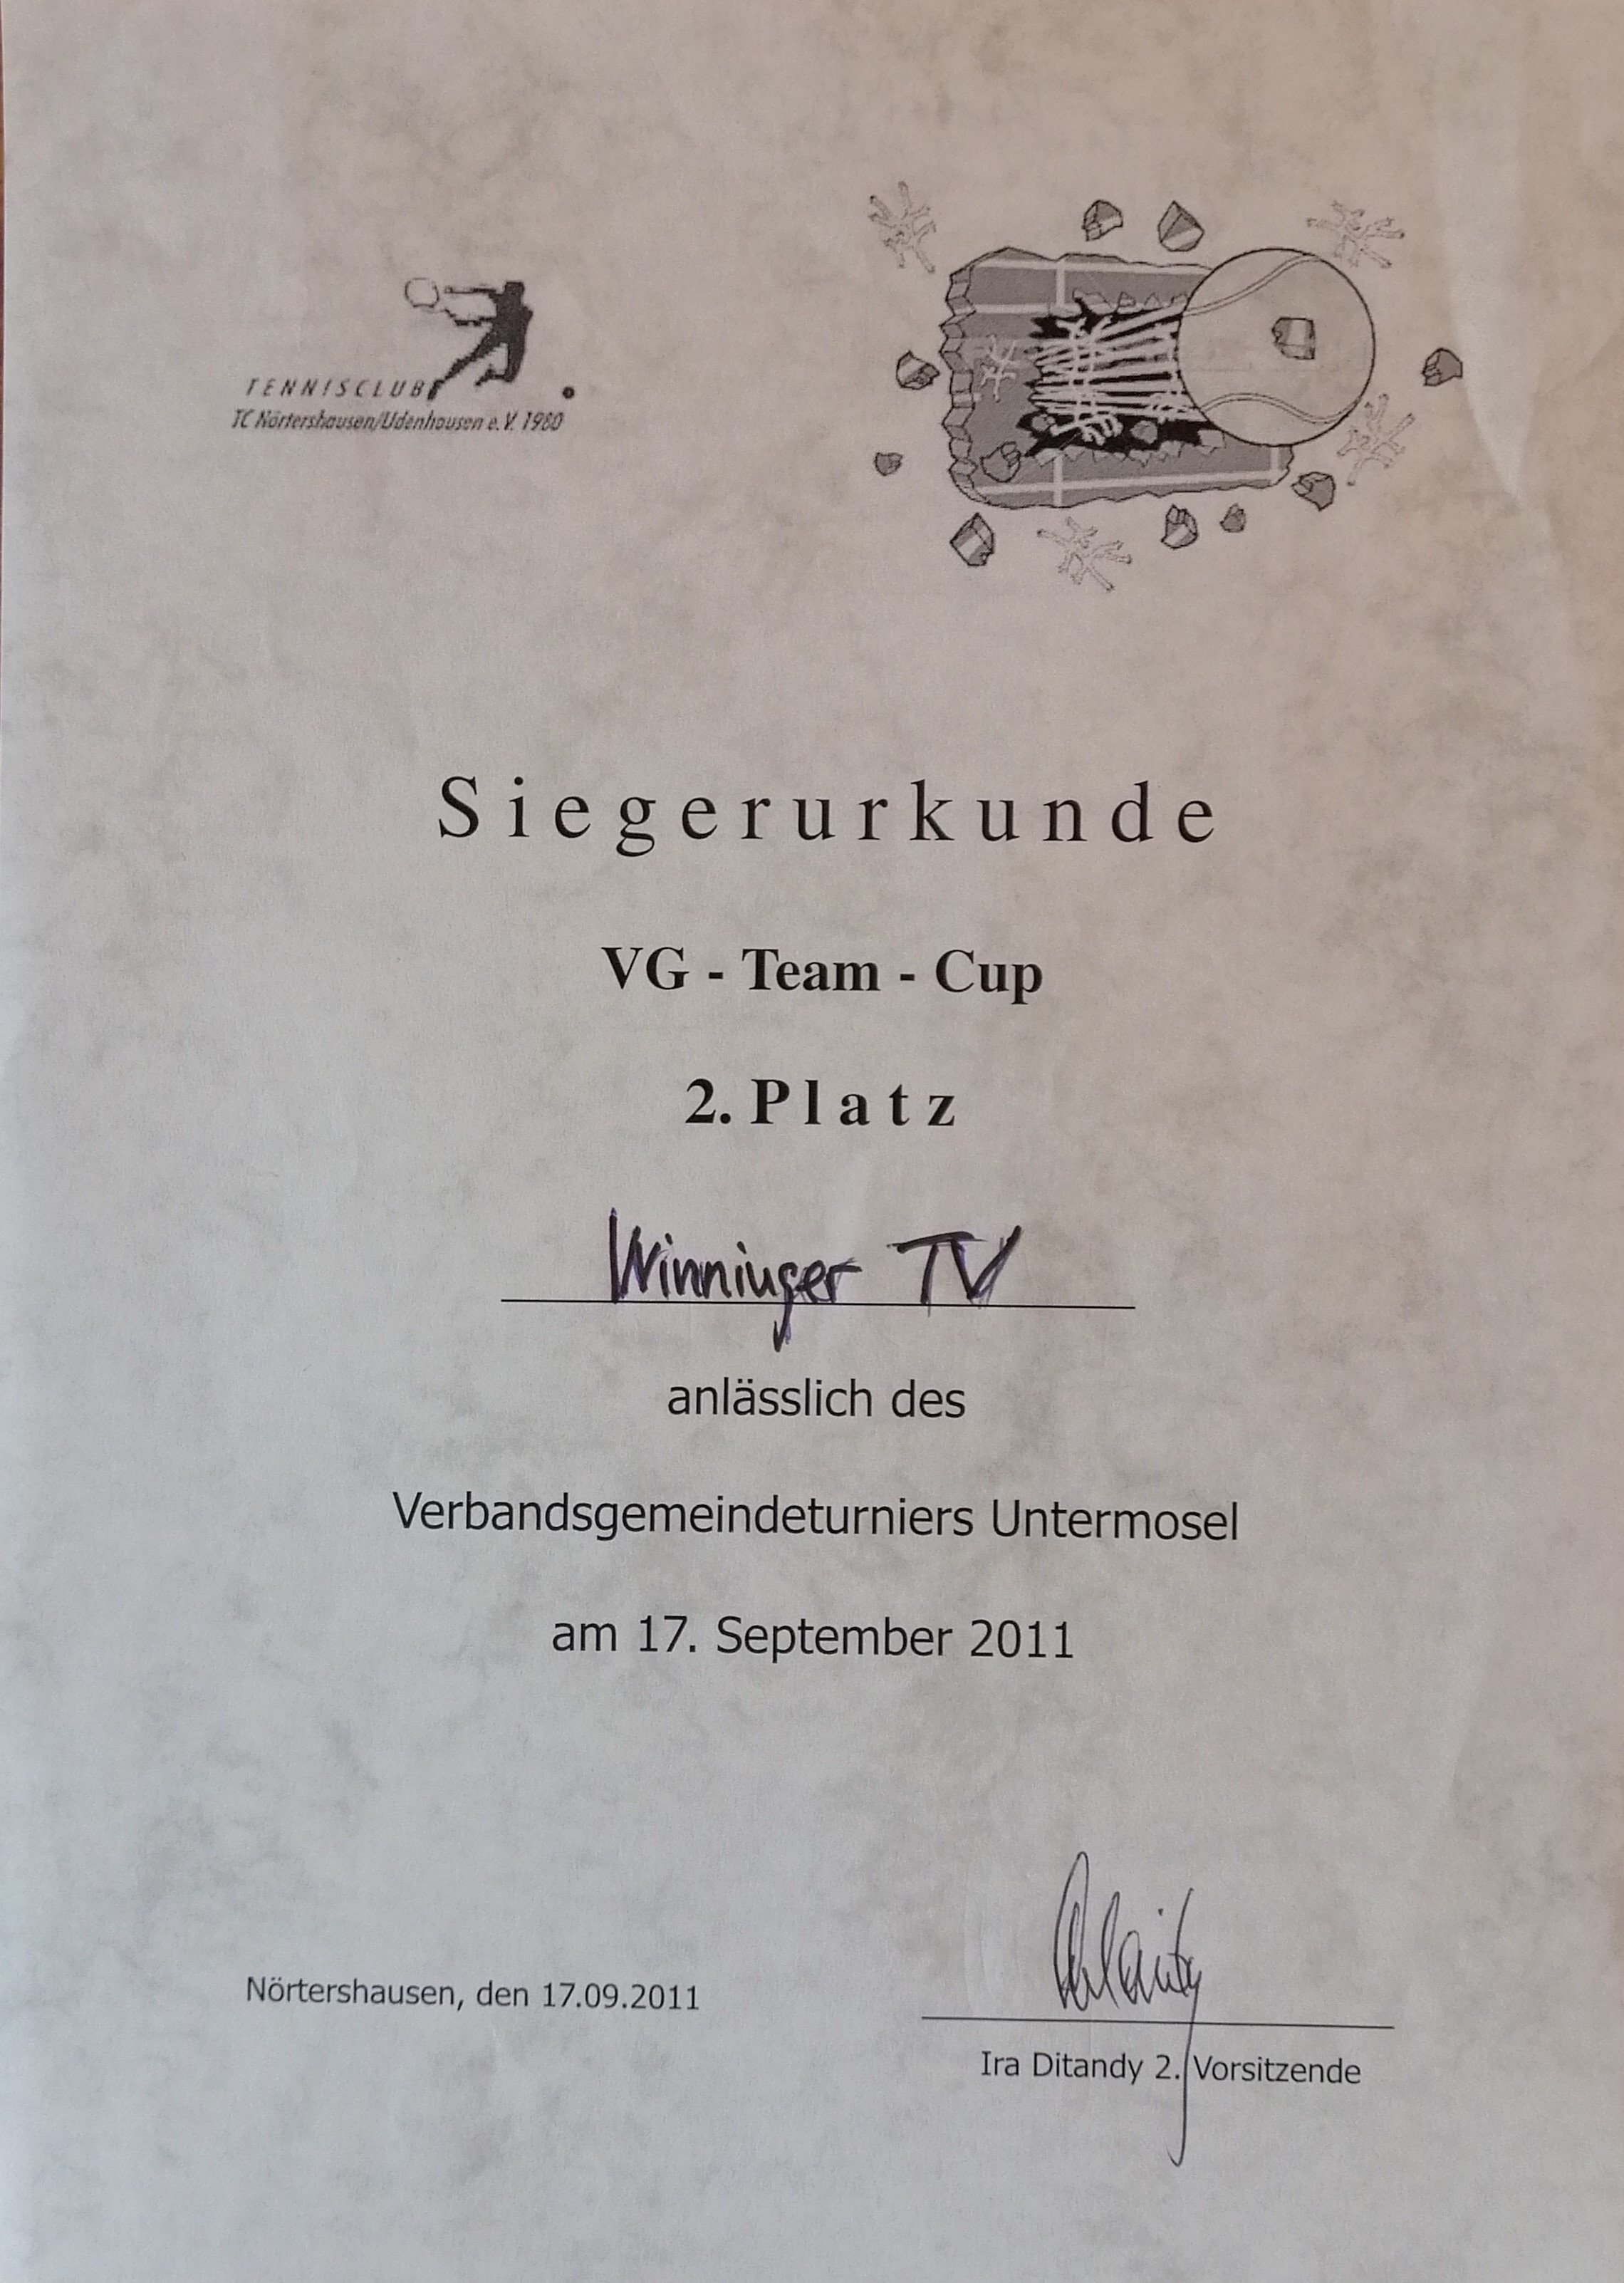 TENNISCLUB
TC Nörtershausen/Udenhausen e.V. 1980
Siegerurkunde
VG - Team - Cup
2. Platz
Winninger TV
anlässlich des
Verbandsgemeindeturniers Untermosel
am 17. September 2011
Nörtershausen, den 17.09.2011
Ira Ditandy 2. Vorsitzende